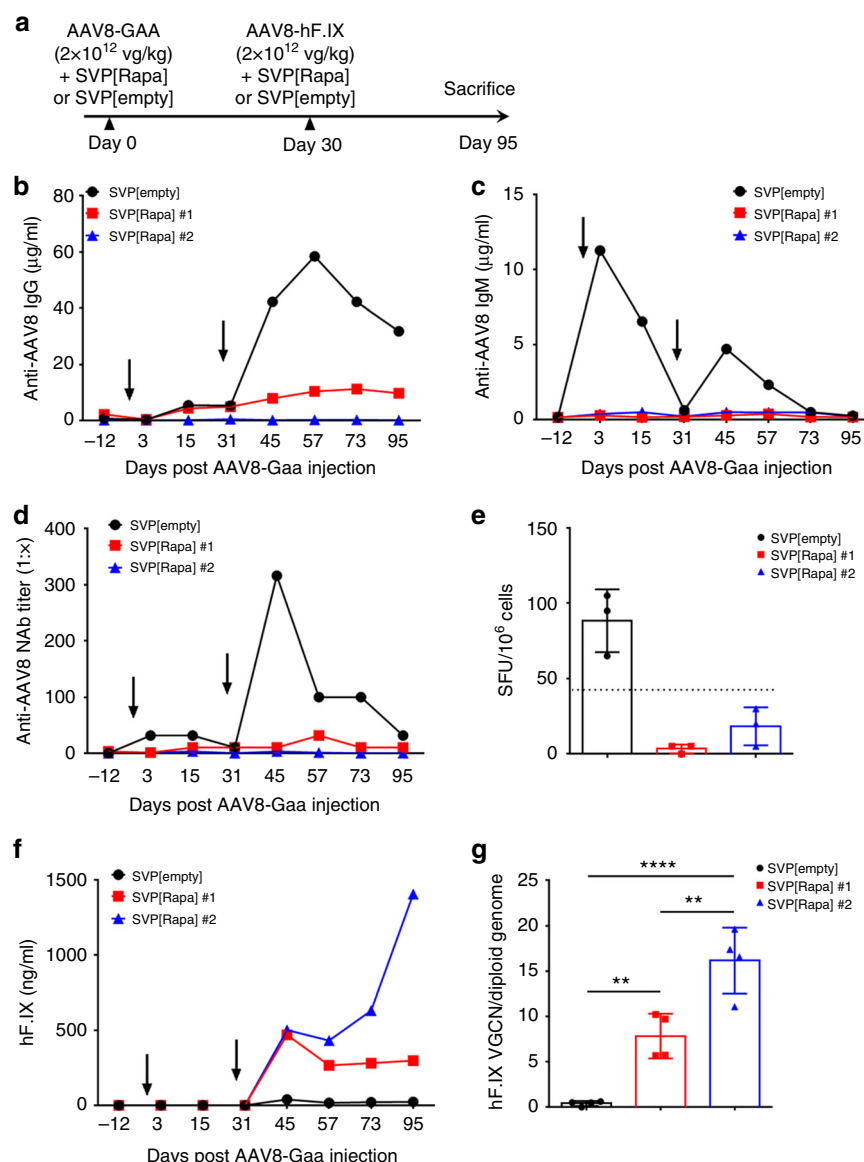 a
AAV8-GAA
(2×10¹² vg/kg)
+ SVP[Rapa]
or SVP[empty]
AAV8-hF.IX
(2×10¹² vg/kg)
+ SVP[Rapa]
or SVP[empty]
Sacrifice
Day 0
Day 30
Day 95
b
SVP[empty]
SVP[Rapa] #1
SVP[Rapa] #2
Anti-AAV8 IgG (µg/ml)
80
60
40
20
0
–12 3 15 31 45 57 73 95
Days post AAV8-Gaa injection
c
SVP[empty]
SVP[Rapa] #1
SVP[Rapa] #2
Anti-AAV8 IgM (µg/ml)
15
10
5
0
–12 3 15 31 45 57 73 95
Days post AAV8-Gaa injection
d
SVP[empty]
SVP[Rapa] #1
SVP[Rapa] #2
Anti-AAV8 NAb titer (1:×)
400
300
200
100
0
–12 3 15 31 45 57 73 95
Days post AAV8-Gaa injection
e
SVP[empty]
SVP[Rapa] #1
SVP[Rapa] #2
SFU/10⁶ cells
150
100
50
0
f
SVP[empty]
SVP[Rapa] #1
SVP[Rapa] #2
hF.IX (ng/ml)
1500
1000
500
0
–12 3 15 31 45 57 73 95
Days post AAV8-Gaa injection
g
SVP[empty]
SVP[Rapa] #1
SVP[Rapa] #2
hF.IX VGCN/diploid genome
25
20
15
10
5
0
****
**
**